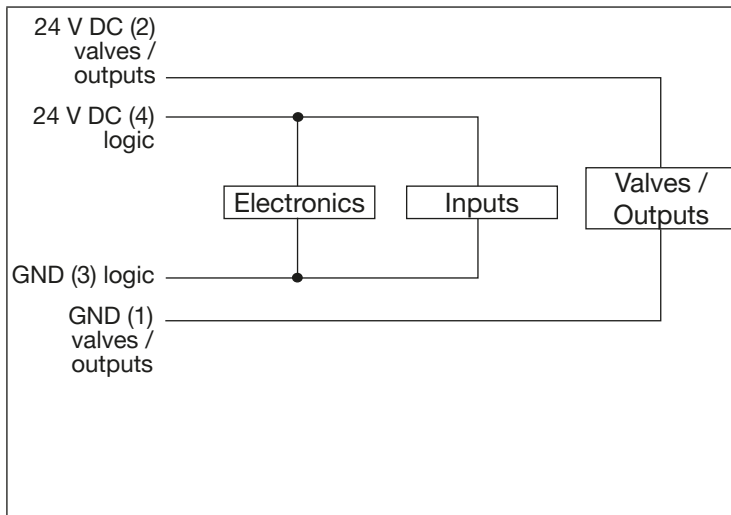 24 V DC (2)
valves /
outputs
24 V DC (4)
logic
Electronics
Inputs
Valves /
Outputs
GND (3) logic
GND (1)
valves /
outputs